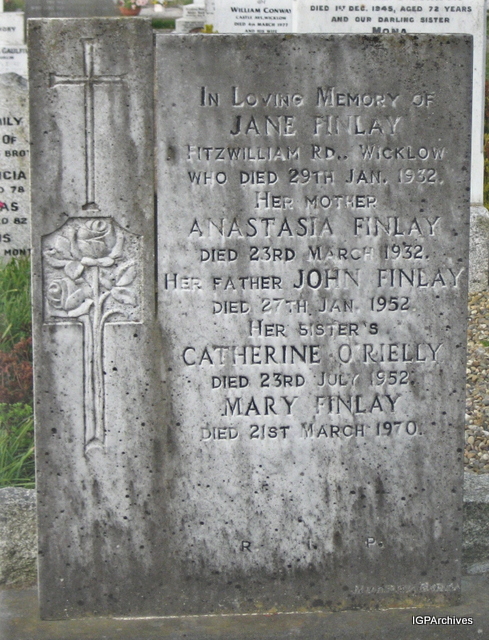 WILLIAM CONWAY
DIED 1ST DEC. 1945, AGED 72 YEARS
AND OUR DARLING SISTER
MONA
IN LOVING MEMORY OF
JANE FINLAY
FITZWILLIAM RD., WICKLOW
WHO DIED 29TH JAN. 1932.
HER MOTHER
ANASTASIA FINLAY
DIED 23RD MARCH 1932.
HER FATHER JOHN FINLAY
DIED 27TH JAN. 1952.
HER SISTER'S
CATHERINE O'RIELLY
DIED 23RD JULY 1952.
MARY FINLAY
DIED 21ST MARCH 1970.
R. I. P.
IGPArchives